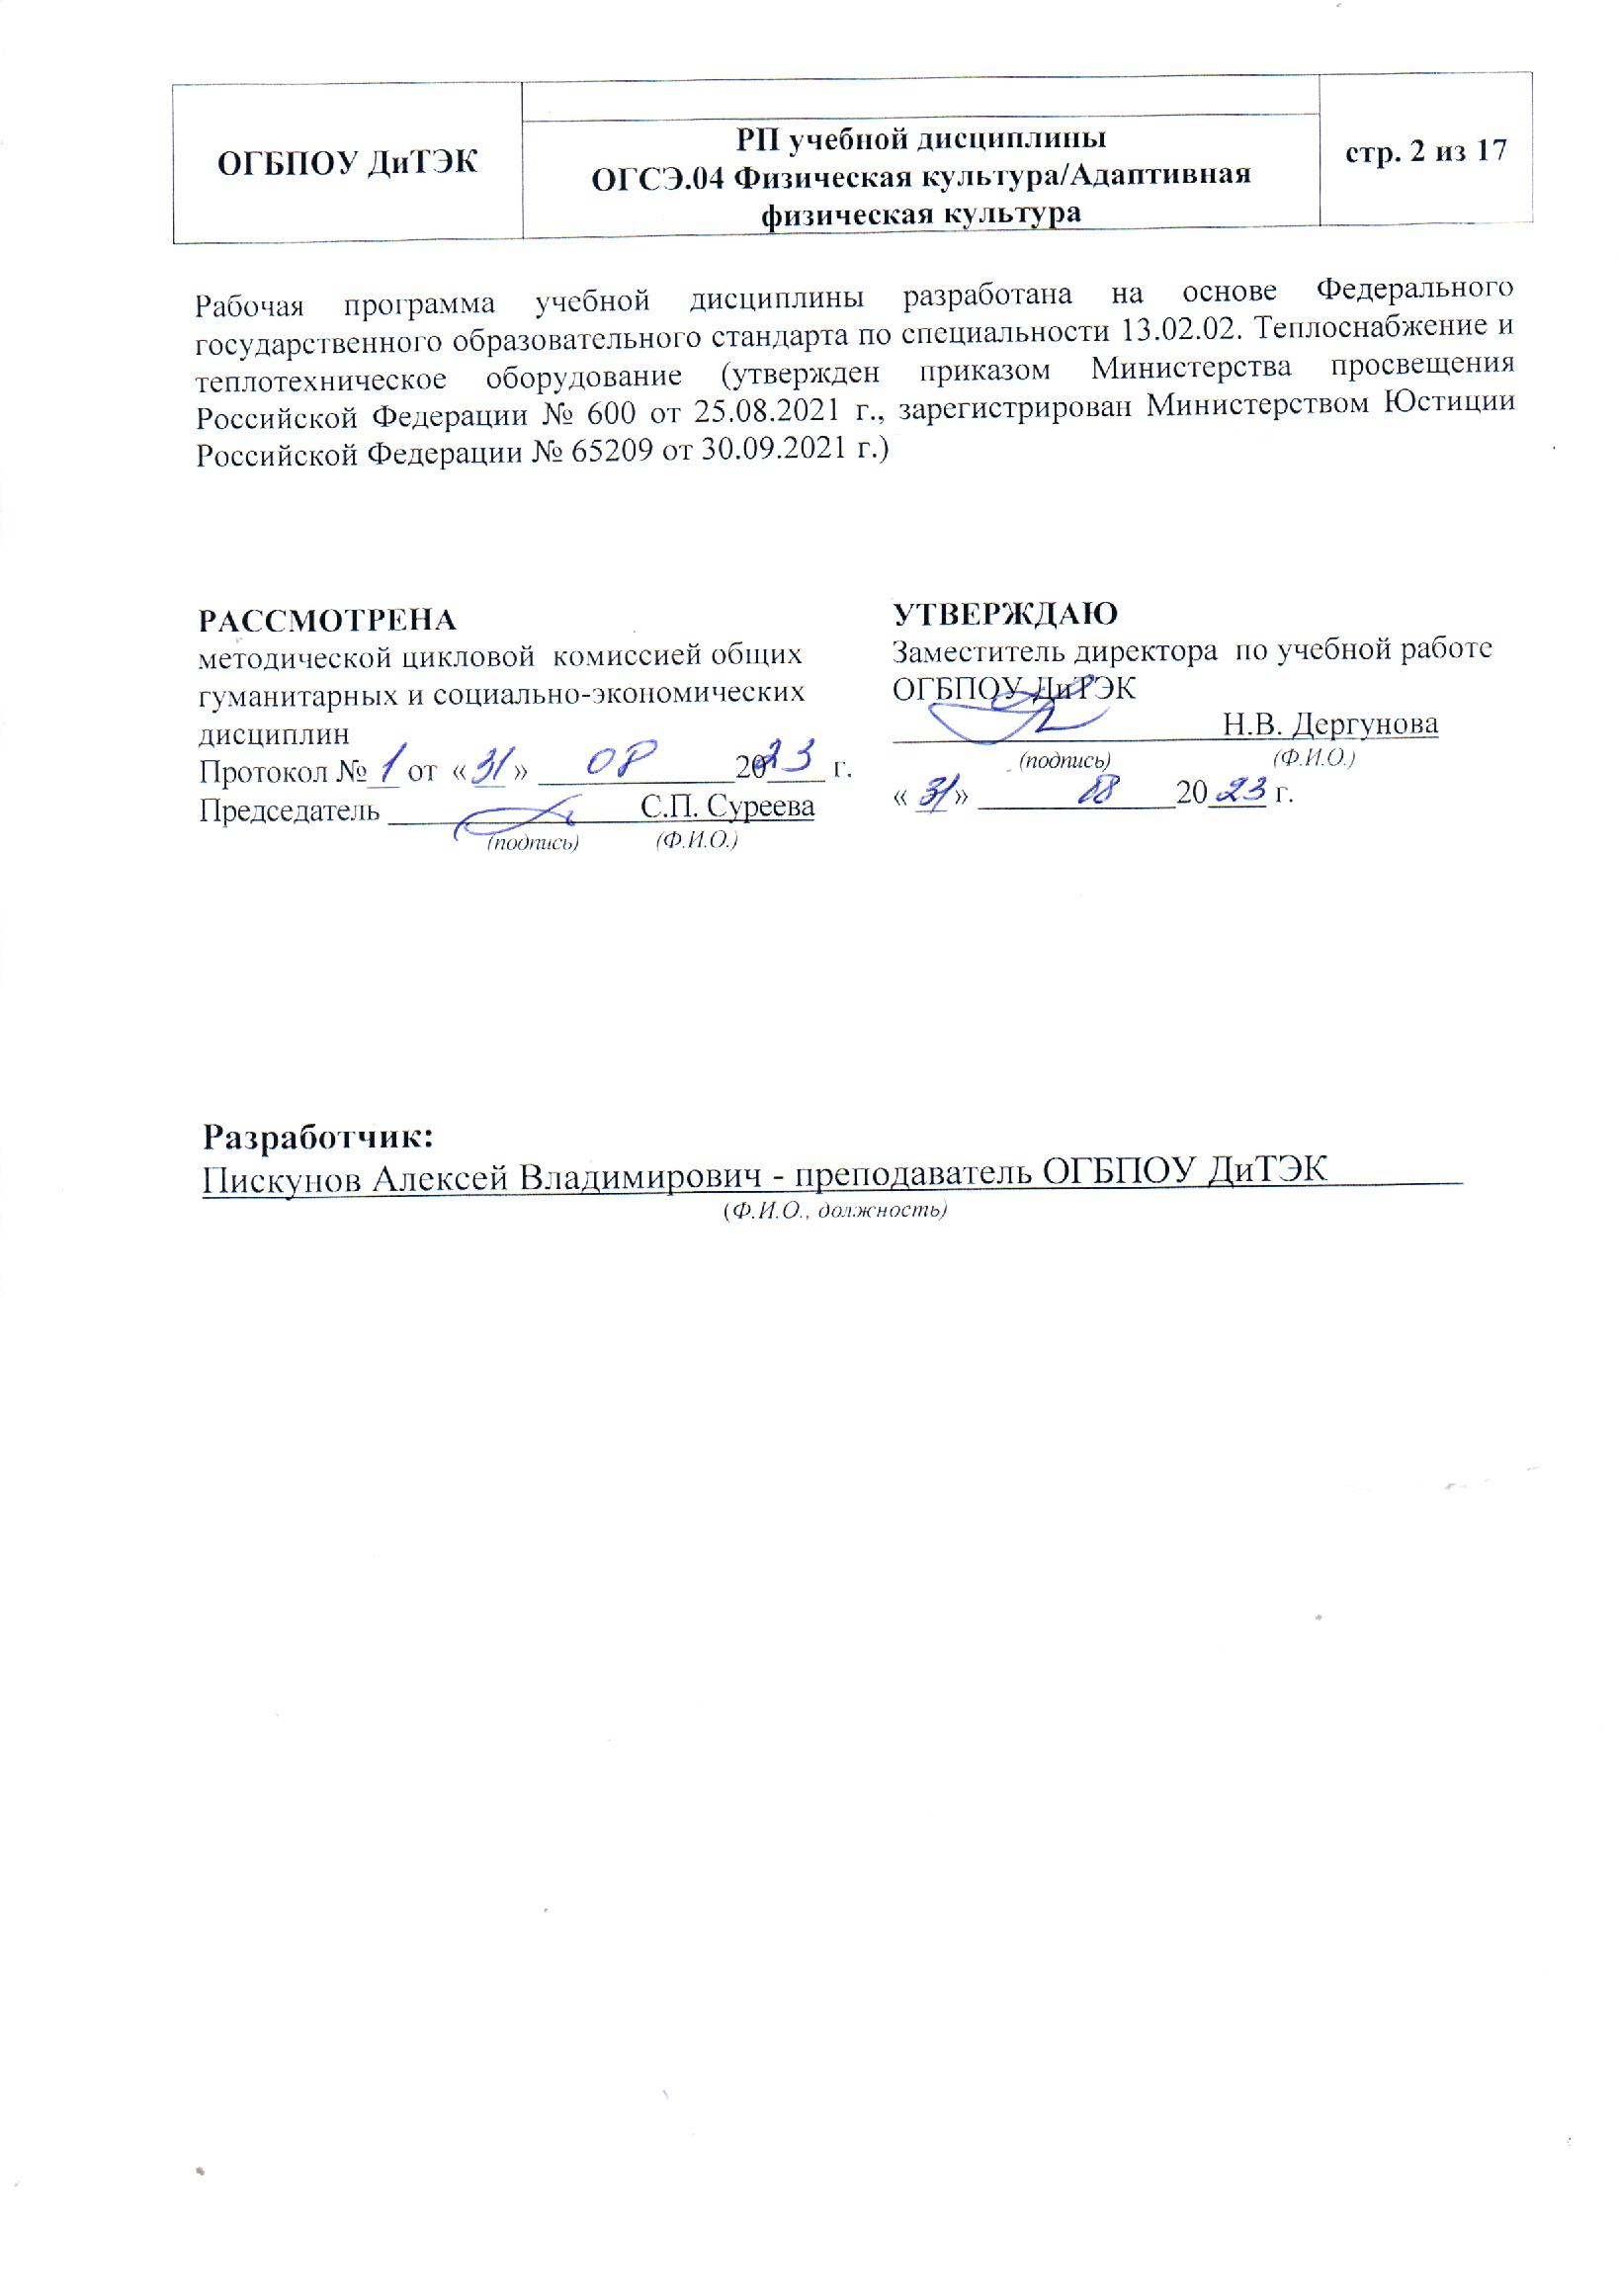 ОГБПОУ ДиТЭК
РП учебной дисциплины
ОГСЭ.04 Физическая культура/Адаптивная
физическая культура
стр. 2 из 17
Рабочая программа учебной дисциплины разработана на основе Федерального
государственного образовательного стандарта по специальности 13.02.02. Теплоснабжение и
теплотехническое оборудование (утвержден приказом Министерства просвещения
Российской Федерации № 600 от 25.08.2021 г., зарегистрирован Министерством Юстиции
Российской Федерации № 65209 от 30.09.2021 г.)
РАССМОТРЕНА
методической цикловой комиссией общих
гуманитарных и социально-экономических
дисциплин
Протокол № 1 от «31» 08 2023 г.
Председатель С.П. Суреева
(подпись) (Ф.И.О.)
УТВЕРЖДАЮ
Заместитель директора по учебной работе
ОГБПОУ ДиТЭК
Н.В. Дергунова
(подпись) (Ф.И.О.)
«31» 08 2023 г.
Разработчик:
Пискунов Алексей Владимирович - преподаватель ОГБПОУ ДиТЭК
(Ф.И.О., должность)